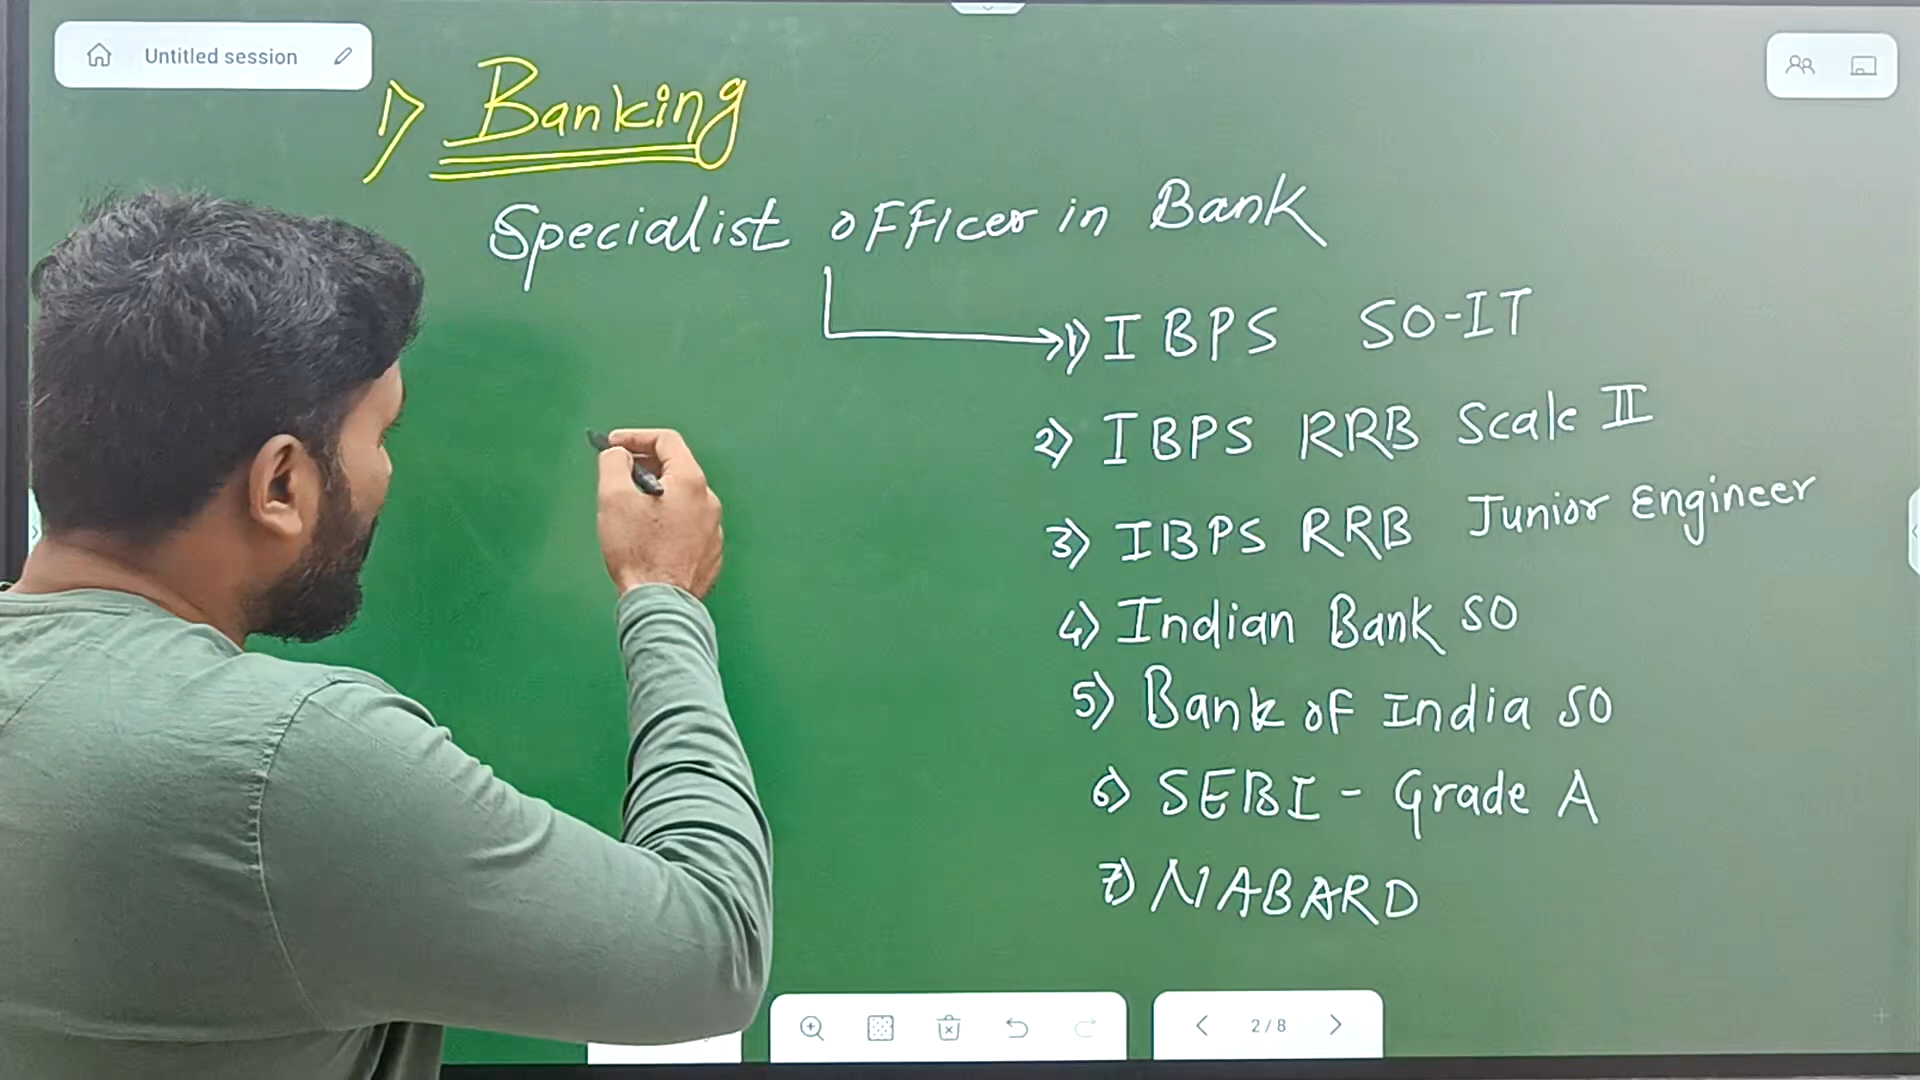 Untitled session
1) Banking
Specialist officer in Bank
1) IBPS SO-IT
2) IBPS RRB Scale II
3) IBPS RRB Junior Engineer
4) Indian Bank SO
5) Bank of India SO
6) SEBI - Grade A
7) NABARD
2 / 8